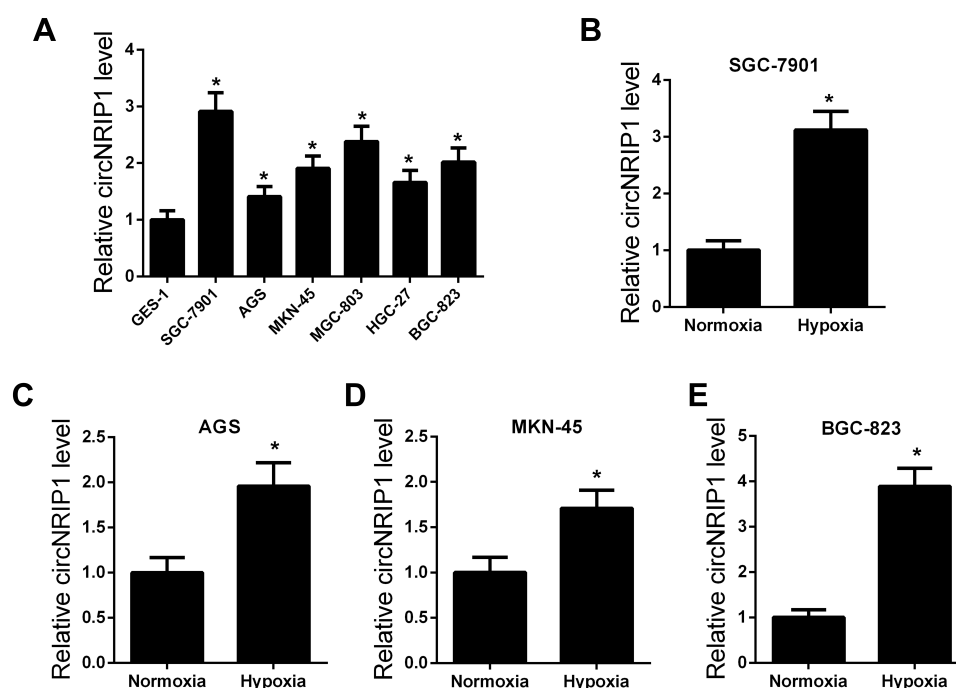 A
Relative circNRIP1 level
4
3
2
1
0
*
*
*
*
*
*
GES-1
SGC-7901
AGS
MKN-45
MGC-803
HGC-27
BGC-823
B
SGC-7901
Relative circNRIP1 level
4
3
2
1
0
*
Normoxia
Hypoxia
C
AGS
Relative circNRIP1 level
2.5
2.0
1.5
1.0
0.5
0.0
*
Normoxia
Hypoxia
D
MKN-45
Relative circNRIP1 level
2.5
2.0
1.5
1.0
0.5
0.0
*
Normoxia
Hypoxia
E
BGC-823
Relative circNRIP1 level
5
4
3
2
1
0
*
Normoxia
Hypoxia